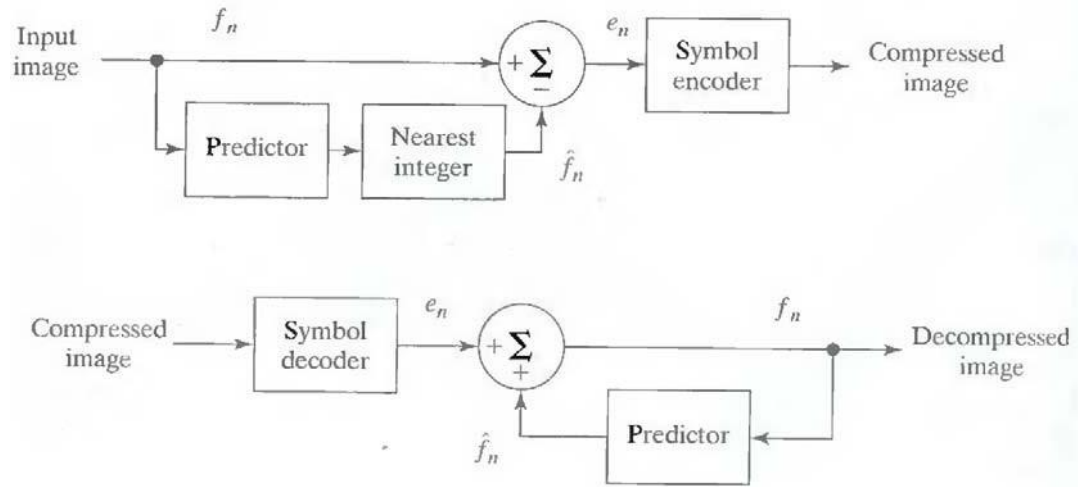 Input
image
f_n
+ Σ −
e_n
Symbol
encoder
Compressed
image
Predictor
Nearest
integer
f̂_n
Compressed
image
Symbol
decoder
e_n
+ Σ +
f_n
Decompressed
image
f̂_n
Predictor